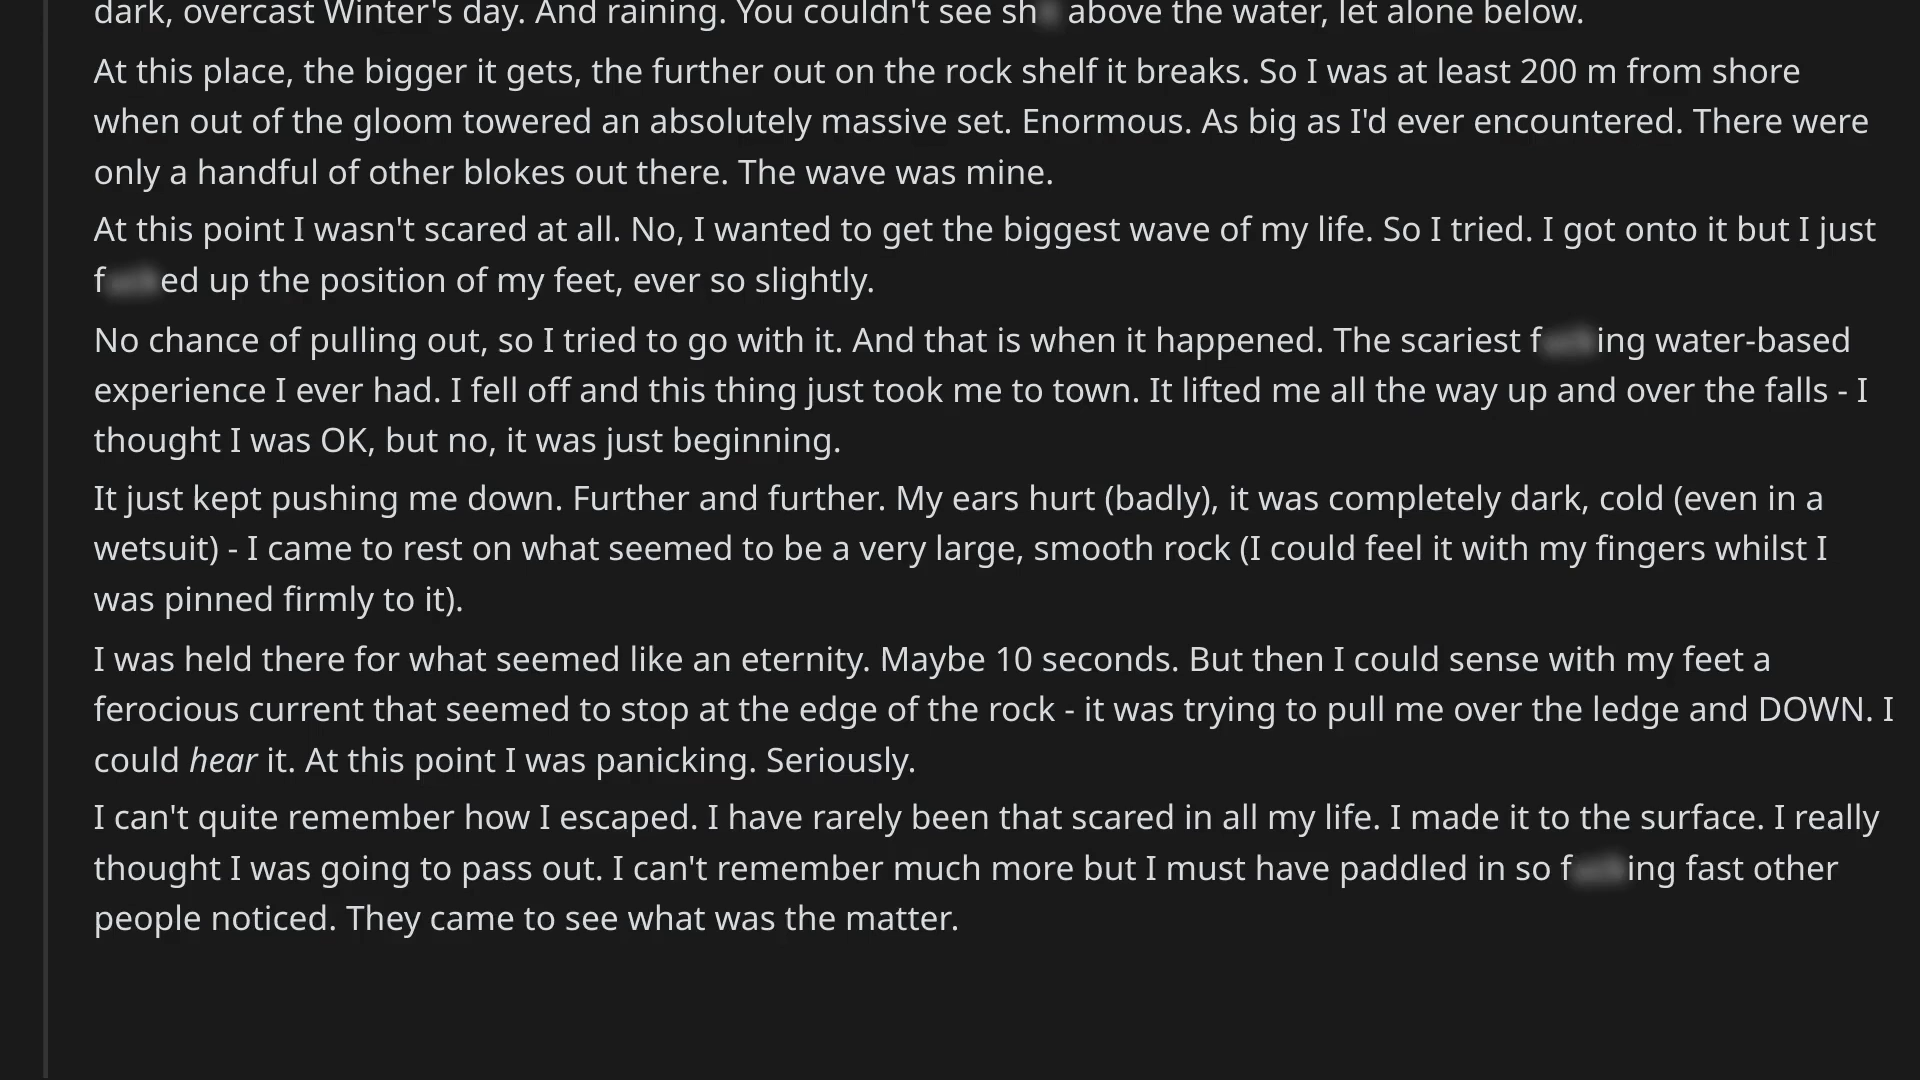 dark, overcast Winter's day. And raining. You couldn't see sh above the water, let alone below.
At this place, the bigger it gets, the further out on the rock shelf it breaks. So I was at least 200 m from shore
when out of the gloom towered an absolutely massive set. Enormous. As big as I'd ever encountered. There were
only a handful of other blokes out there. The wave was mine.
At this point I wasn't scared at all. No, I wanted to get the biggest wave of my life. So I tried. I got onto it but I just
f ed up the position of my feet, ever so slightly.
No chance of pulling out, so I tried to go with it. And that is when it happened. The scariest f ing water-based
experience I ever had. I fell off and this thing just took me to town. It lifted me all the way up and over the falls - I
thought I was OK, but no, it was just beginning.
It just kept pushing me down. Further and further. My ears hurt (badly), it was completely dark, cold (even in a
wetsuit) - I came to rest on what seemed to be a very large, smooth rock (I could feel it with my fingers whilst I
was pinned firmly to it).
I was held there for what seemed like an eternity. Maybe 10 seconds. But then I could sense with my feet a
ferocious current that seemed to stop at the edge of the rock - it was trying to pull me over the ledge and DOWN. I
could hear it. At this point I was panicking. Seriously.
I can't quite remember how I escaped. I have rarely been that scared in all my life. I made it to the surface. I really
thought I was going to pass out. I can't remember much more but I must have paddled in so f ing fast other
people noticed. They came to see what was the matter.